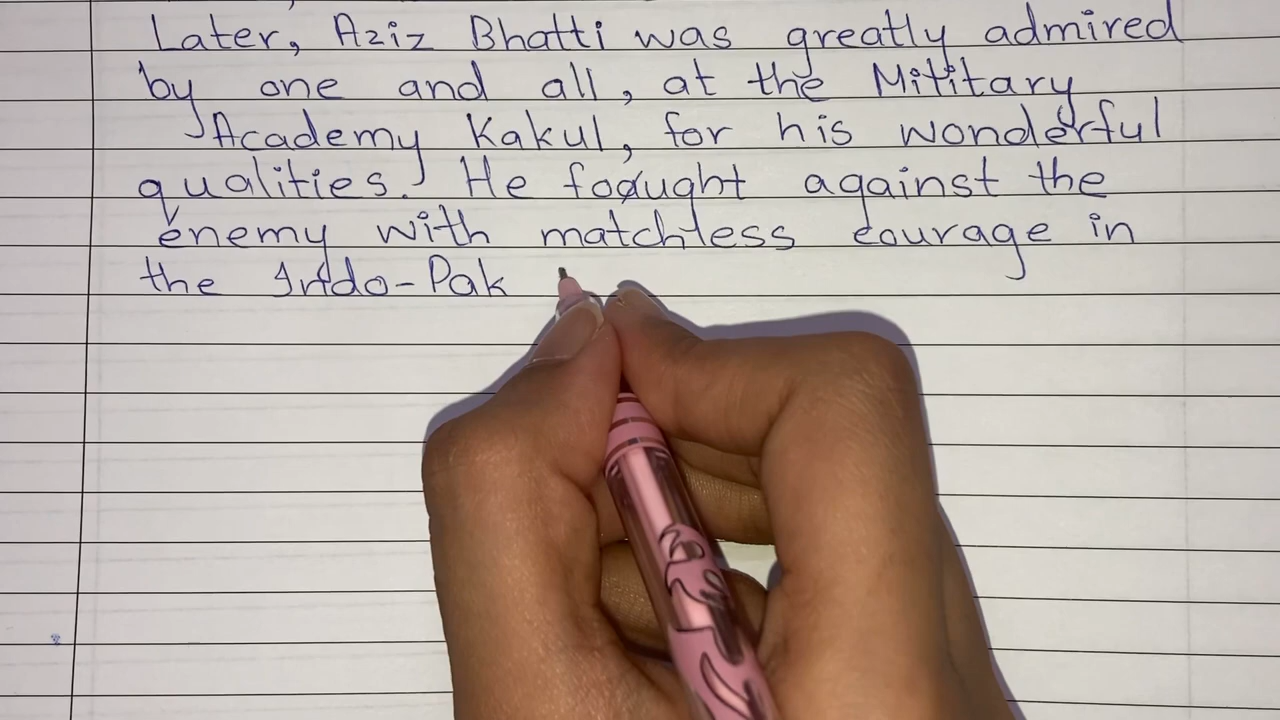 Later, Aziz Bhatti was greatly admired
by one and all, at the Mititary
Academy Kakul, for his wonderful
qualities. He fought against the
enemy with matchless courage in
the Indo-Pak